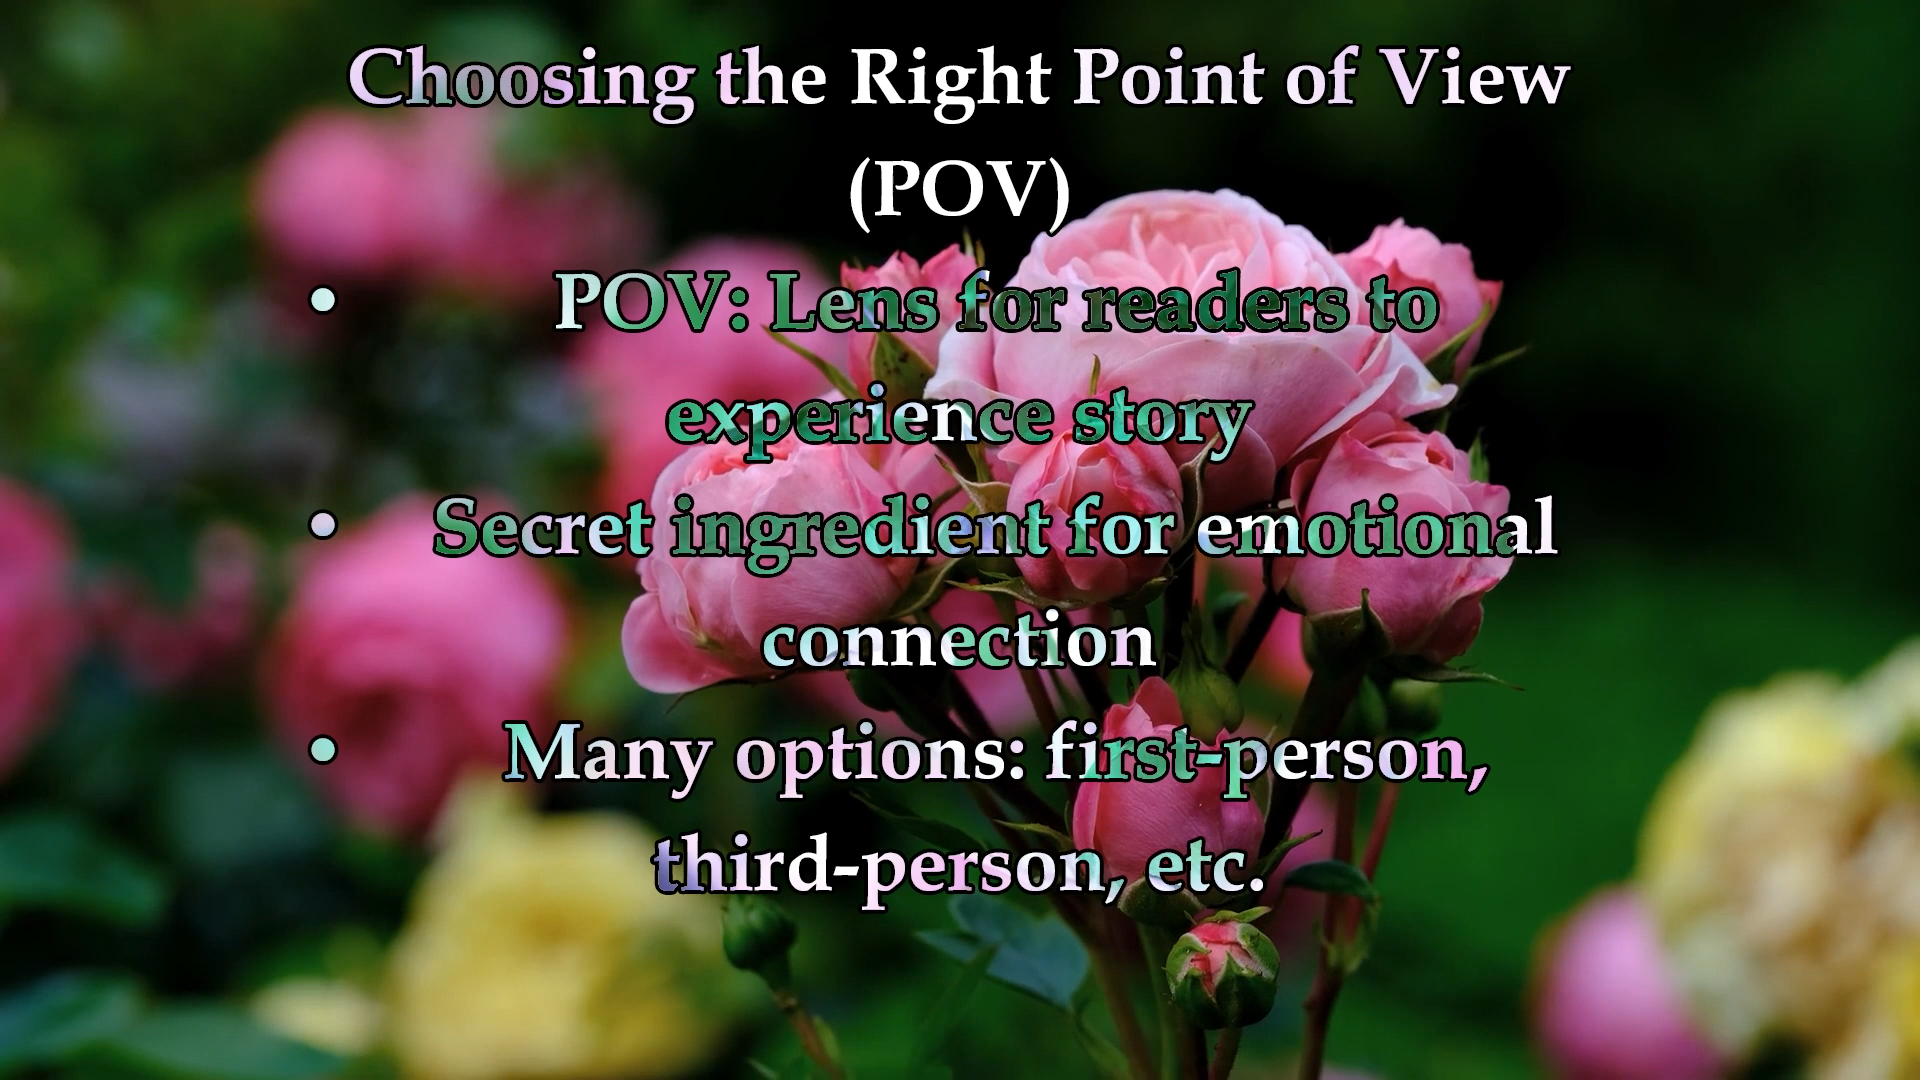 Choosing the Right Point of View
(POV)
• POV: Lens for readers to
experience story
• Secret ingredient for emotional
connection
• Many options: first-person,
third-person, etc.